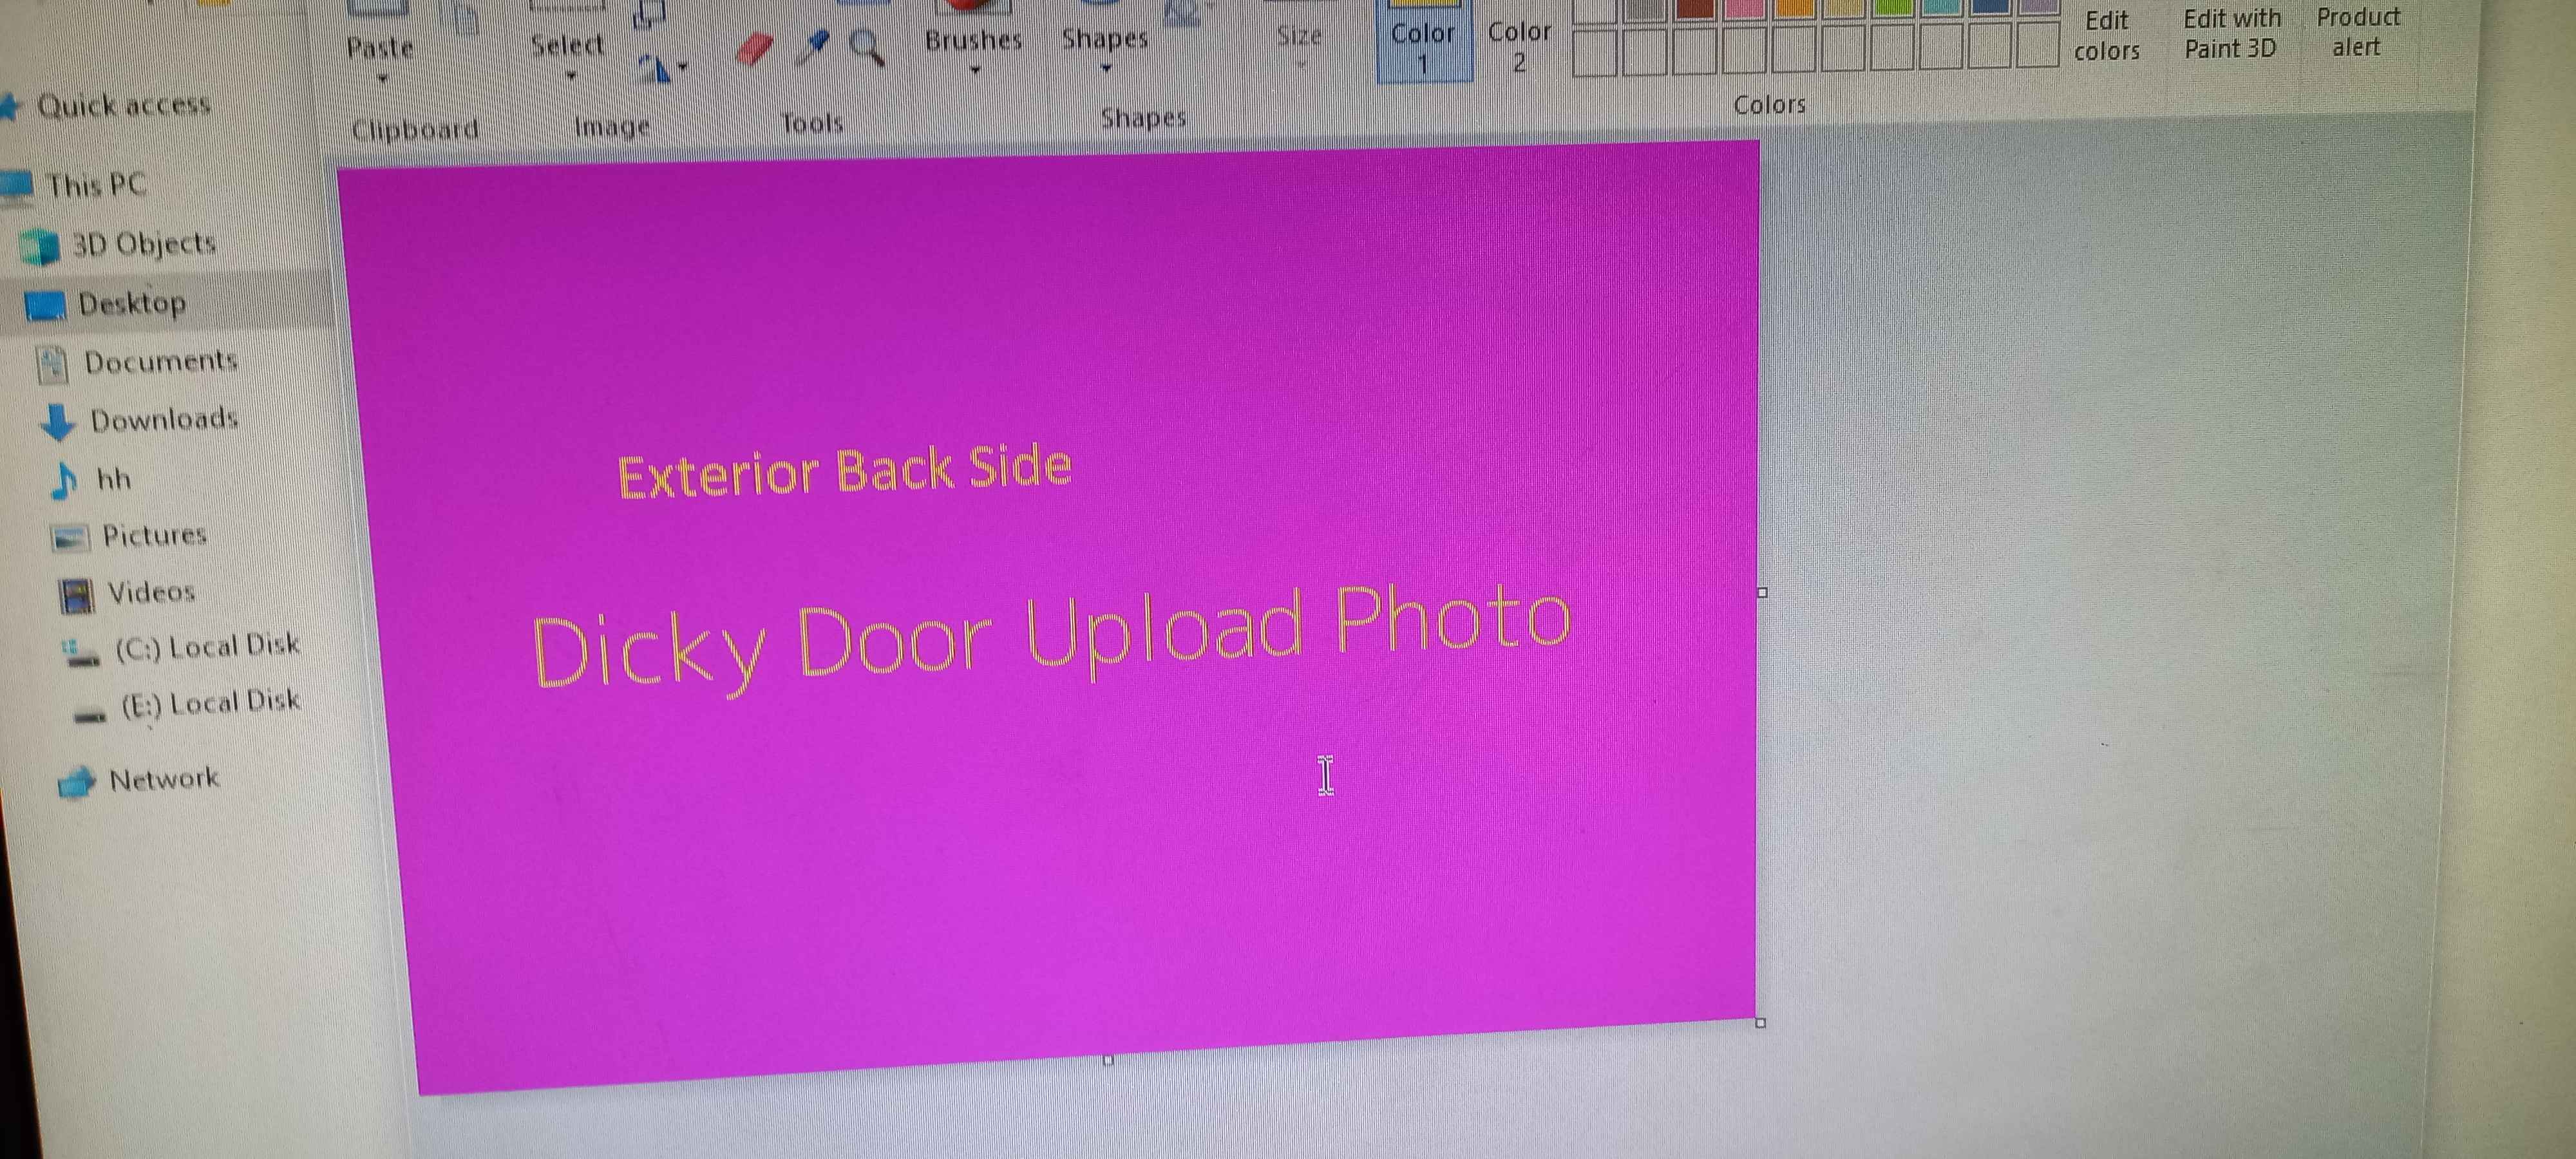 Paste
Select
Brushes
Shapes
Size
Color
1
Color
2
Edit
colors
Edit with
Paint 3D
Product
alert
Clipboard
Image
Tools
Shapes
Colors
Quick access
This PC
3D Objects
Desktop
Documents
Downloads
hh
Pictures
Videos
(C:) Local Disk
(E:) Local Disk
Network
Exterior Back Side
Dicky Door Upload Photo